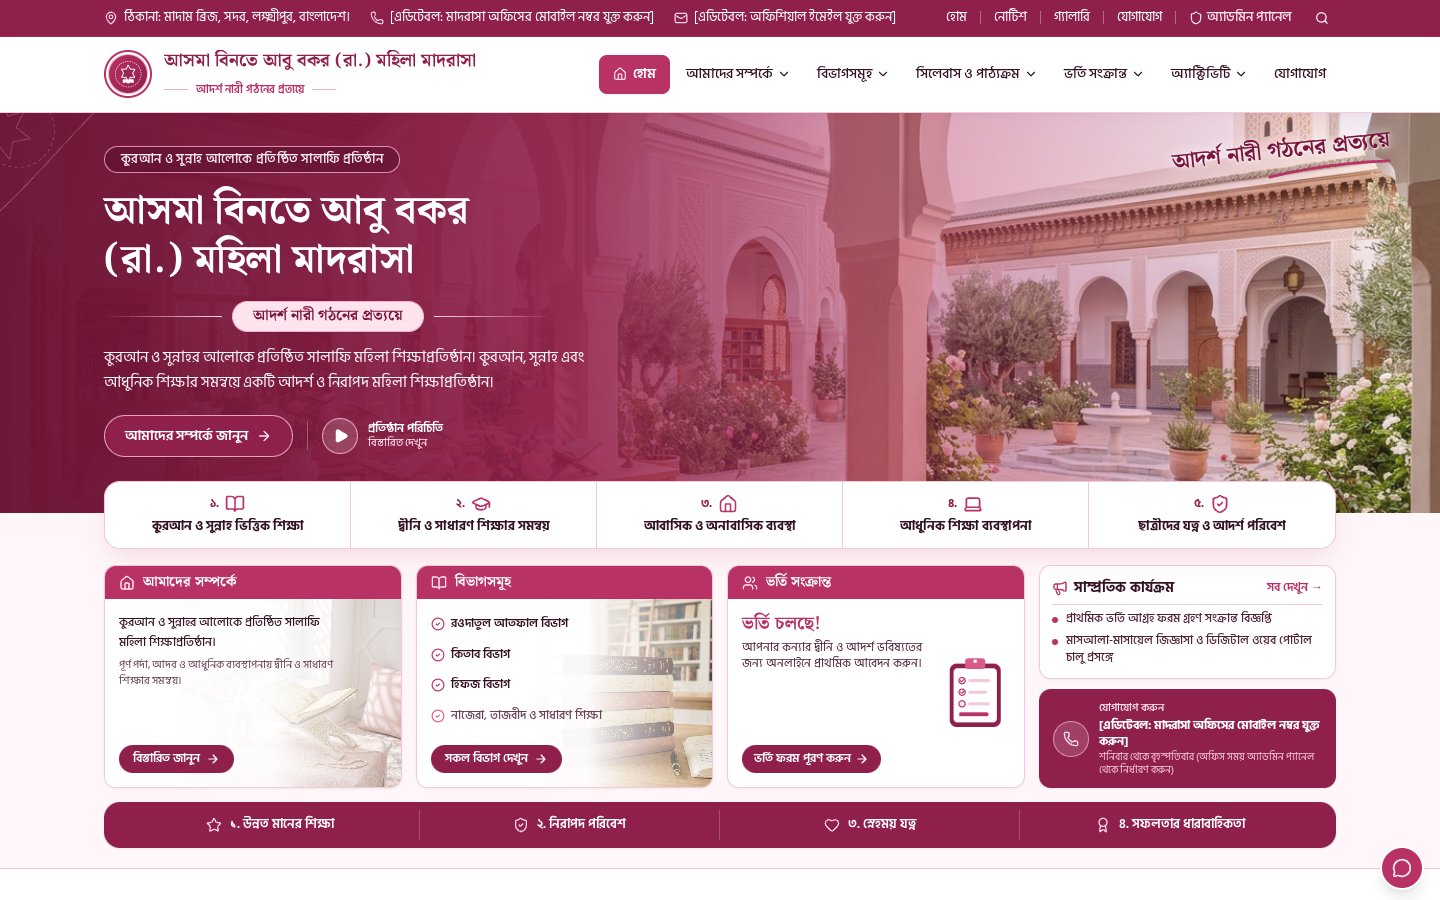 ঠিকানা: মাদাম ব্রিজ, সদর, লক্ষ্মীপুর, বাংলাদেশ।
[এডিটেবল: মাদরাসা অফিসের মোবাইল নম্বর যুক্ত করুন]
[এডিটেবল: অফিশিয়াল ইমেইল যুক্ত করুন]
হোম
নোটিশ
গ্যালারি
যোগাযোগ
অ্যাডমিন প্যানেল
আসমা বিনতে আবু বকর (রা.) মহিলা মাদরাসা
আদর্শ নারী গঠনের প্রত্যয়ে
হোম
আমাদের সম্পর্কে
বিভাগসমূহ
সিলেবাস ও পাঠ্যক্রম
ভর্তি সংক্রান্ত
অ্যাক্টিভিটি
যোগাযোগ
কুরআন ও সুন্নাহ আলোকে প্রতিষ্ঠিত সালাফি প্রতিষ্ঠান
আদর্শ নারী গঠনের প্রত্যয়ে
আসমা বিনতে আবু বকর
(রা.) মহিলা মাদরাসা
আদর্শ নারী গঠনের প্রত্যয়ে
কুরআন ও সুন্নাহর আলোকে প্রতিষ্ঠিত সালাফি মহিলা শিক্ষাপ্রতিষ্ঠান। কুরআন, সুন্নাহ এবং
আধুনিক শিক্ষার সমন্বয়ে একটি আদর্শ ও নিরাপদ মহিলা শিক্ষাপ্রতিষ্ঠান।
আমাদের সম্পর্কে জানুন →
প্রতিষ্ঠান পরিচিতি
বিস্তারিত দেখুন
১.
কুরআন ও সুন্নাহ ভিত্তিক শিক্ষা
২.
দ্বীনি ও সাধারণ শিক্ষার সমন্বয়
৩.
আবাসিক ও অনাবাসিক ব্যবস্থা
৪.
আধুনিক শিক্ষা ব্যবস্থাপনা
৫.
ছাত্রীদের যত্ন ও আদর্শ পরিবেশ
আমাদের সম্পর্কে
কুরআন ও সুন্নাহর আলোকে প্রতিষ্ঠিত সালাফি
মহিলা শিক্ষাপ্রতিষ্ঠান।
পূর্ণ পর্দা, আদব ও আধুনিক ব্যবস্থাপনায় দ্বীনি ও সাধারণ
শিক্ষার সমন্বয়।
বিস্তারিত জানুন →
বিভাগসমূহ
রওদাতুল আতফাল বিভাগ
কিতাব বিভাগ
হিফজ বিভাগ
নাজেরা, তাজবীদ ও সাধারণ শিক্ষা
সকল বিভাগ দেখুন →
ভর্তি সংক্রান্ত
ভর্তি চলছে!
আপনার কন্যার দ্বীনি ও আদর্শ ভবিষ্যতের
জন্য অনলাইনে প্রাথমিক আবেদন করুন।
ভর্তি ফরম পূরণ করুন →
সাম্প্রতিক কার্যক্রম
সব দেখুন →
প্রাথমিক ভর্তি আগ্রহ ফরম গ্রহণ সংক্রান্ত বিজ্ঞপ্তি
মাসআলা-মাসায়েল জিজ্ঞাসা ও ডিজিটাল ওয়েব পোর্টাল
চালু প্রসঙ্গে
যোগাযোগ করুন
[এডিটেবল: মাদরাসা অফিসের মোবাইল নম্বর যুক্ত
করুন]
শনিবার থেকে বৃহস্পতিবার (অফিস সময় অ্যাডমিন প্যানেল
থেকে নির্ধারণ করুন)
১. উন্নত মানের শিক্ষা
২. নিরাপদ পরিবেশ
৩. স্নেহময় যত্ন
৪. সফলতার ধারাবাহিকতা